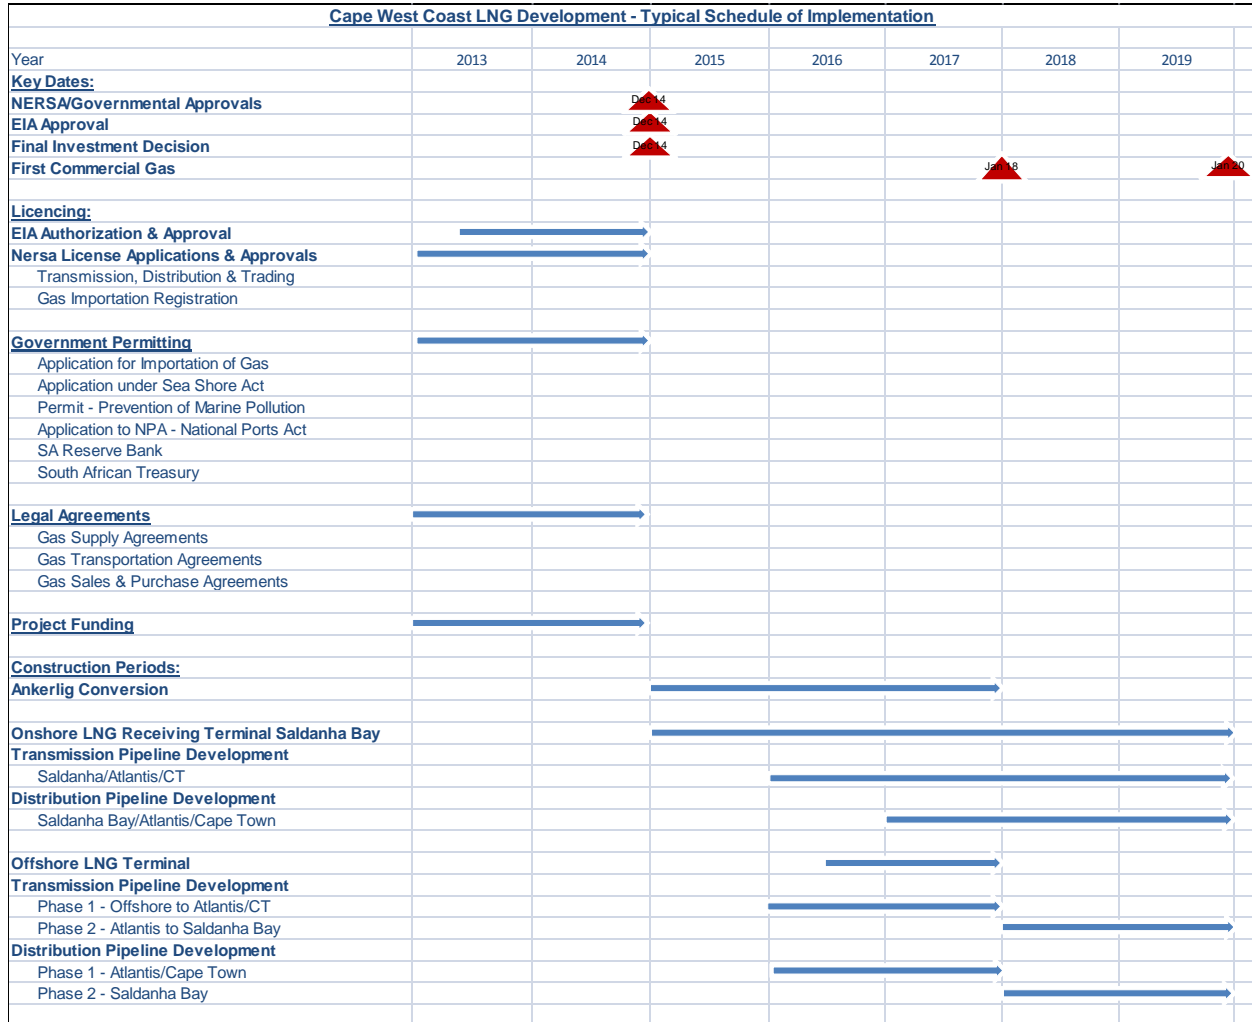 Cape West Coast LNG Development - Typical Schedule of Implementation
Year 2013 2014 2015 2016 2017 2018 2019
Key Dates:
NERSA/Governmental Approvals Dec 14
EIA Approval Dec 14
Final Investment Decision Dec 14
First Commercial Gas Jan 18 Jan 20
Licencing:
EIA Authorization & Approval
Nersa License Applications & Approvals
Transmission, Distribution & Trading
Gas Importation Registration
Government Permitting
Application for Importation of Gas
Application under Sea Shore Act
Permit - Prevention of Marine Pollution
Application to NPA - National Ports Act
SA Reserve Bank
South African Treasury
Legal Agreements
Gas Supply Agreements
Gas Transportation Agreements
Gas Sales & Purchase Agreements
Project Funding
Construction Periods:
Ankerlig Conversion
Onshore LNG Receiving Terminal Saldanha Bay
Transmission Pipeline Development
Saldanha/Atlantis/CT
Distribution Pipeline Development
Saldanha Bay/Atlantis/Cape Town
Offshore LNG Terminal
Transmission Pipeline Development
Phase 1 - Offshore to Atlantis/CT
Phase 2 - Atlantis to Saldanha Bay
Distribution Pipeline Development
Phase 1 - Atlantis/Cape Town
Phase 2 - Saldanha Bay